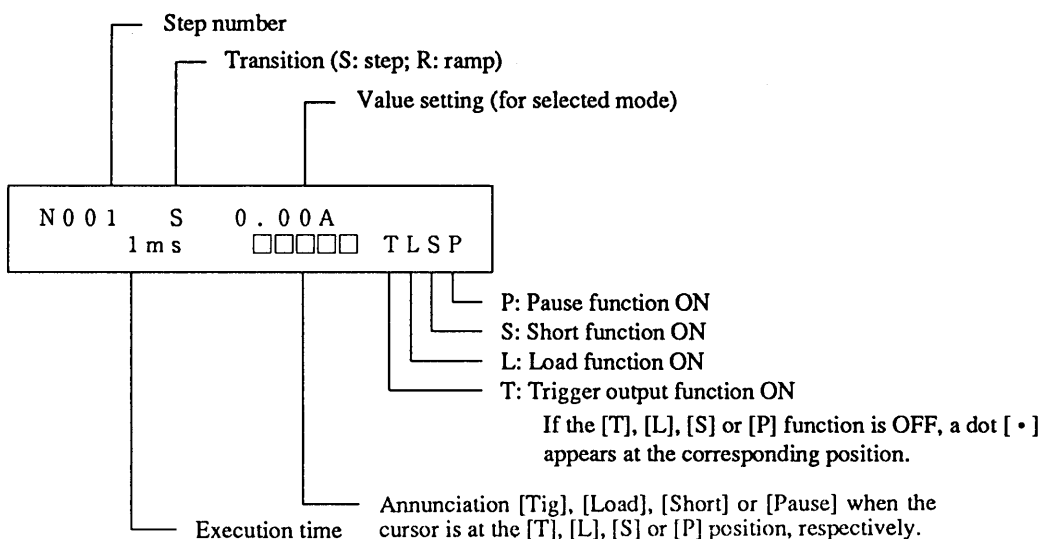 Step number
Transition (S: step; R: ramp)
Value setting (for selected mode)
N001 S 0.00A
1ms □□□□□ TLSP
P: Pause function ON
S: Short function ON
L: Load function ON
T: Trigger output function ON
If the [T], [L], [S] or [P] function is OFF, a dot [ • ]
appears at the corresponding position.
Annunciation [Tig], [Load], [Short] or [Pause] when the
cursor is at the [T], [L], [S] or [P] position, respectively.
Execution time